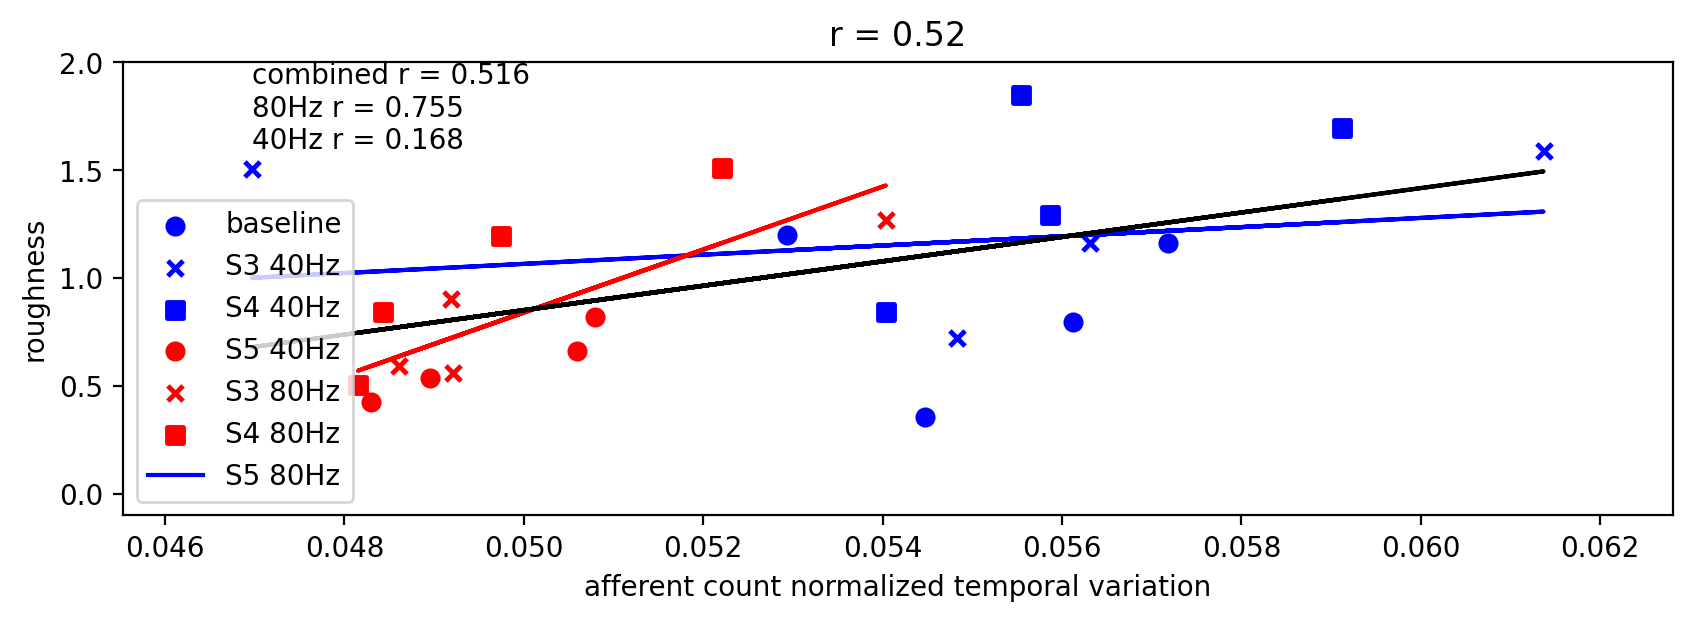 r = 0.52
combined r = 0.516
80Hz r = 0.755
40Hz r = 0.168
roughness
2.0
1.5
1.0
0.5
0.0
baseline
S3 40Hz
S4 40Hz
S5 40Hz
S3 80Hz
S4 80Hz
S5 80Hz
0.046 0.048 0.050 0.052 0.054 0.056 0.058 0.060 0.062
afferent count normalized temporal variation